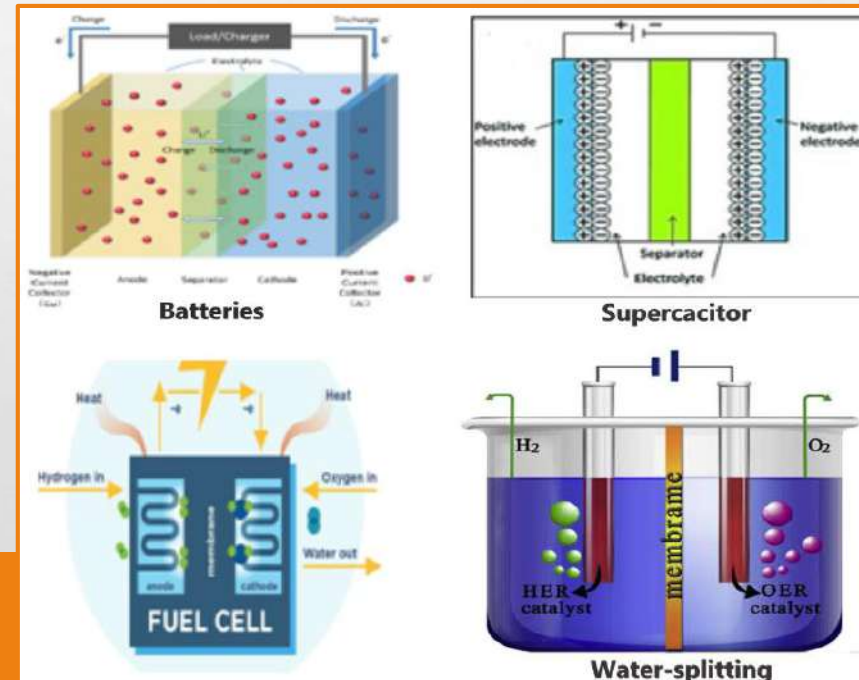 Charge
Discharge
Load/Charger
e⁻
e⁻
Electrolyte
Li⁺
Charge
Discharge
Negative
Current
Collector
Anode
Separator
Cathode
Positive
Current
Collector
Batteries
+
−
Positive
electrode
Negative
electrode
Separator
Electrolyte
Supercacitor
Heat
Heat
Hydrogen in
Oxygen in
membrane
Water out
anode
cathode
FUEL CELL
H₂
O₂
membrane
HER
catalyst
OER
catalyst
Water-splitting